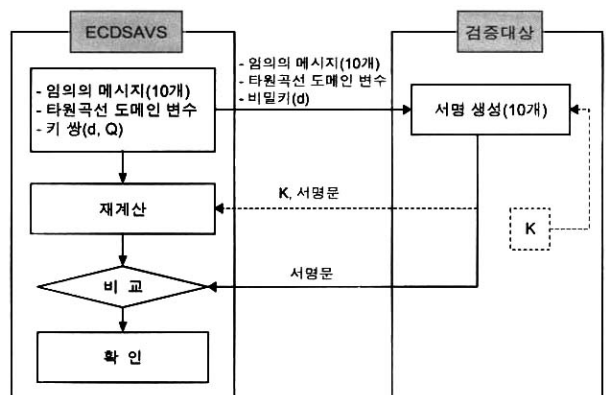 ECDSAVS
검증대상
- 임의의 메시지(10개)
- 타원곡선 도메인 변수
- 키 쌍(d, Q)
- 임의의 메시지(10개)
- 타원곡선 도메인 변수
- 비밀키(d)
서명 생성(10개)
재계산
K, 서명문
K
비 교
서명문
확 인